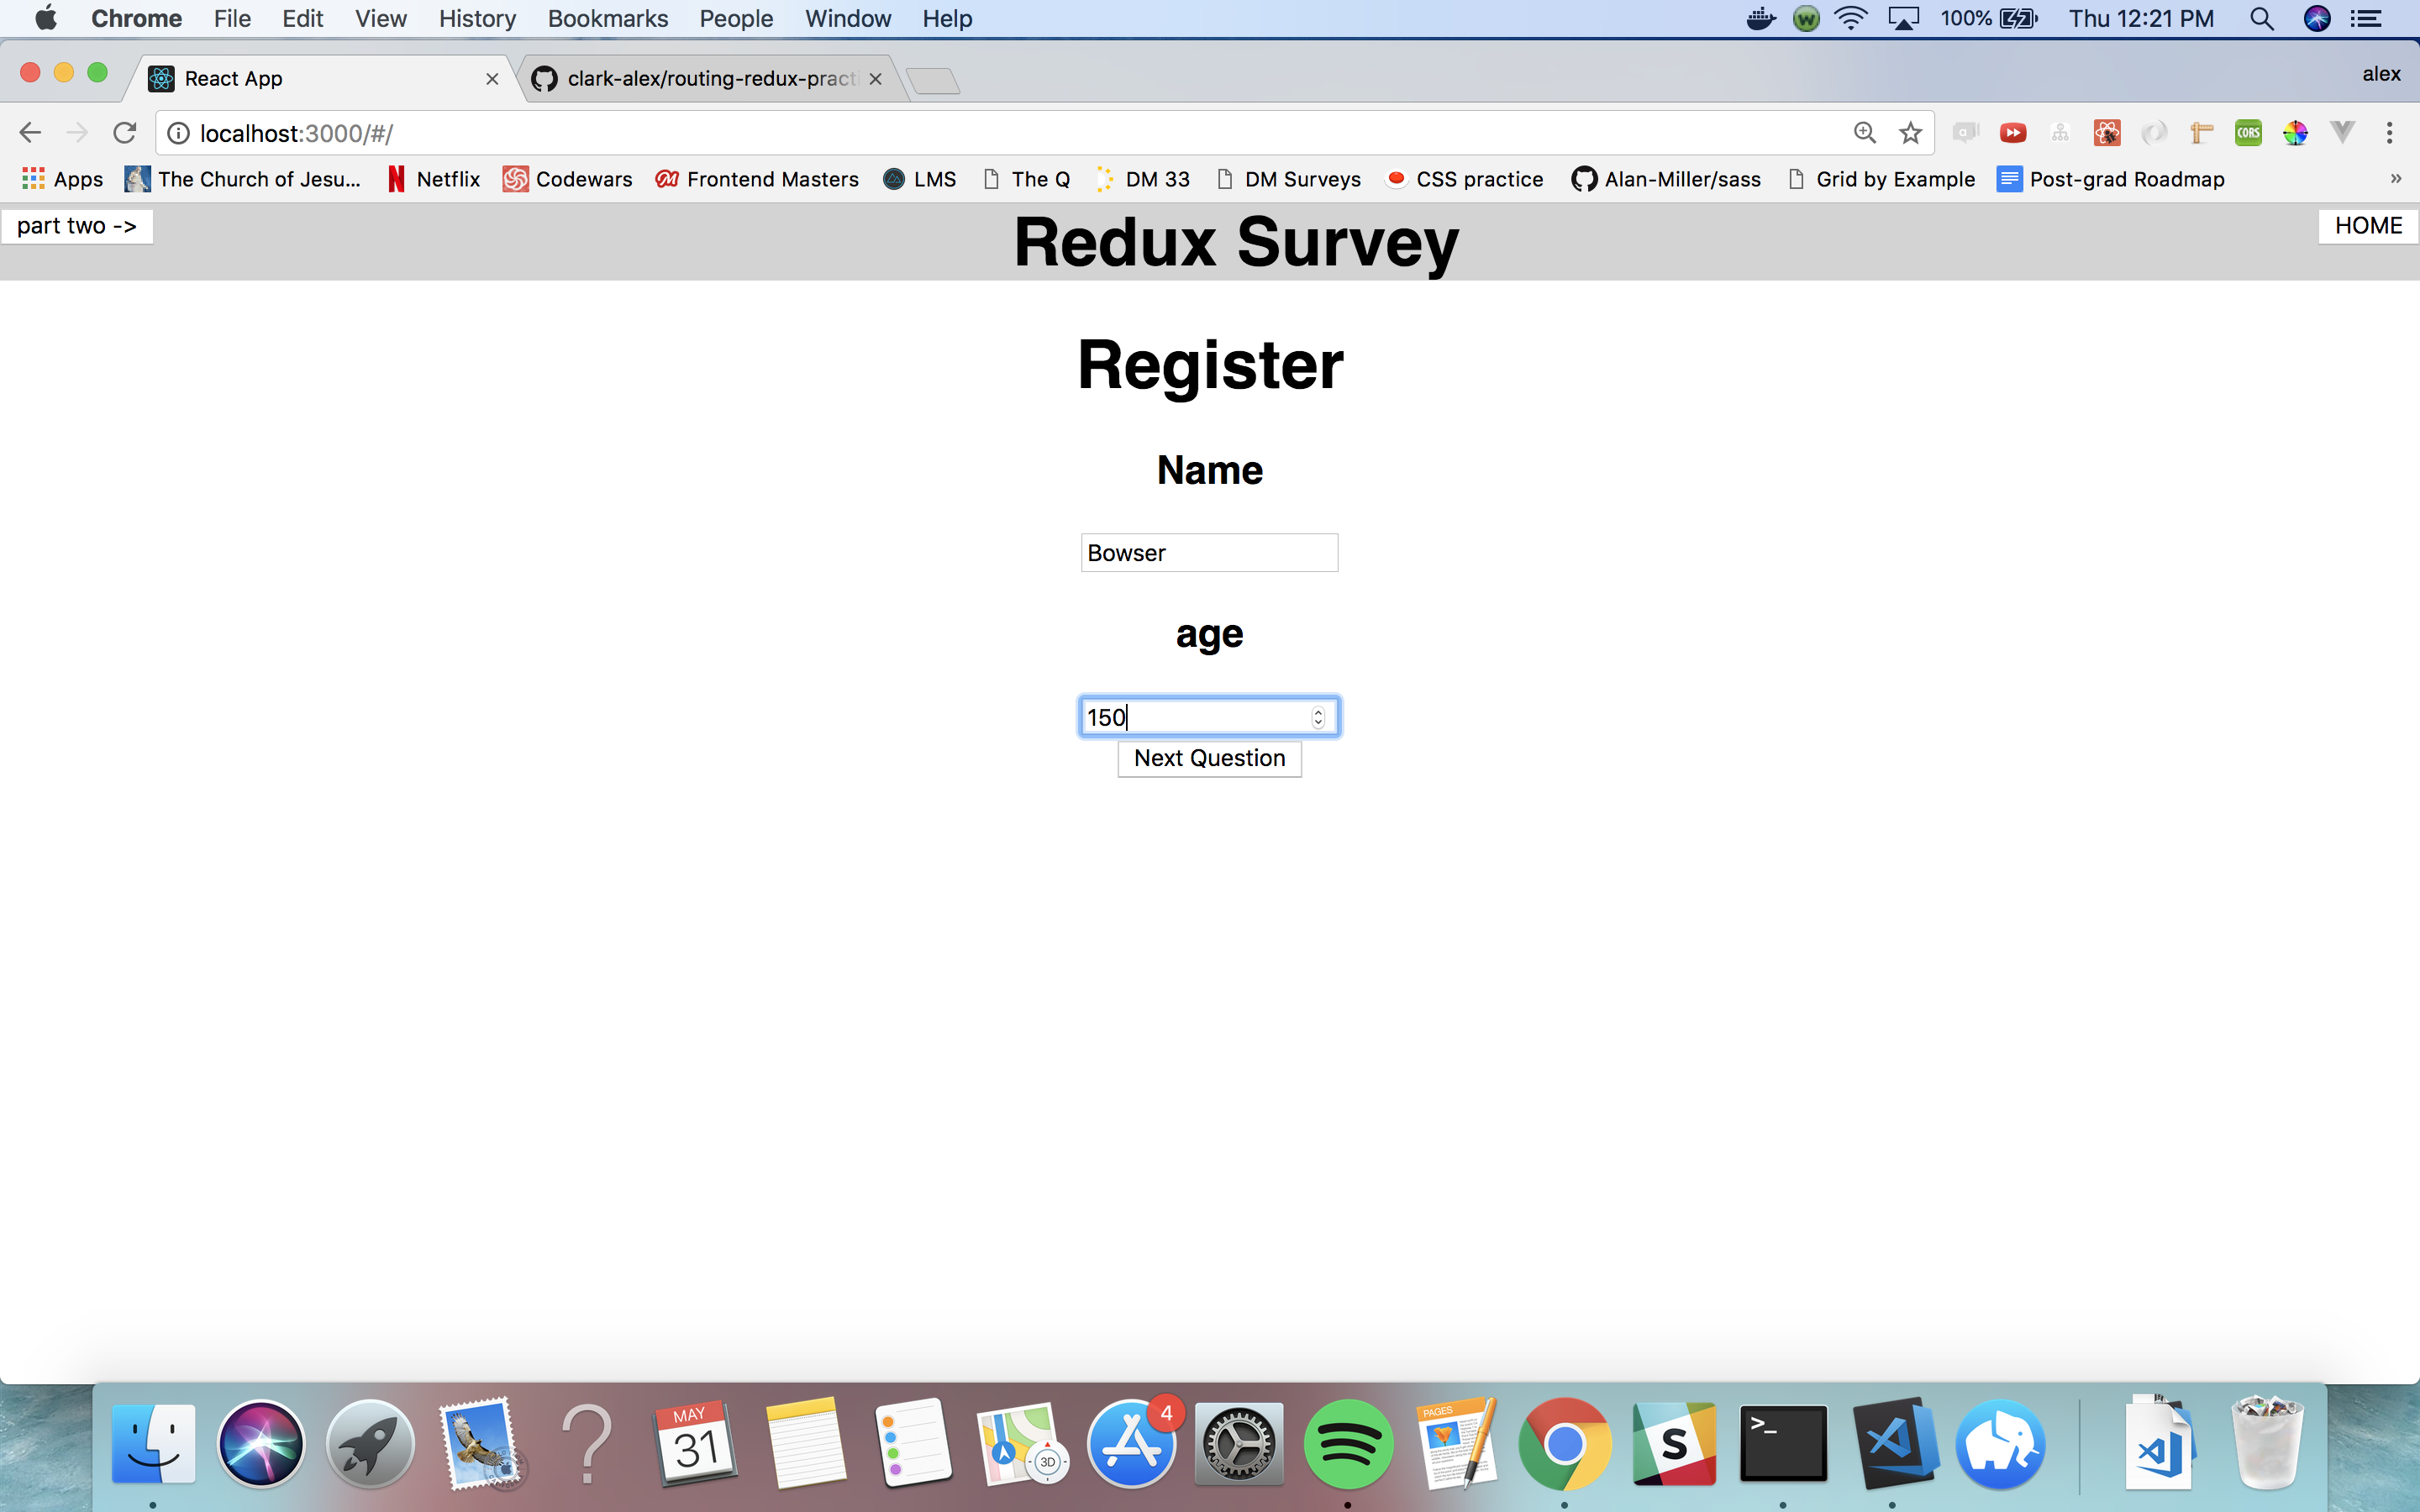 Chrome File Edit View History Bookmarks People Window Help 100% Thu 12:21 PM
React App clark-alex/routing-redux-practi alex
localhost:3000/#/
Apps The Church of Jesu... Netflix Codewars Frontend Masters LMS The Q DM 33 DM Surveys CSS practice Alan-Miller/sass Grid by Example Post-grad Roadmap »
part two -> Redux Survey HOME
Register
Name
Bowser
age
150
Next Question
MAY
31
3D
4
PAGES
S
>_
CORS